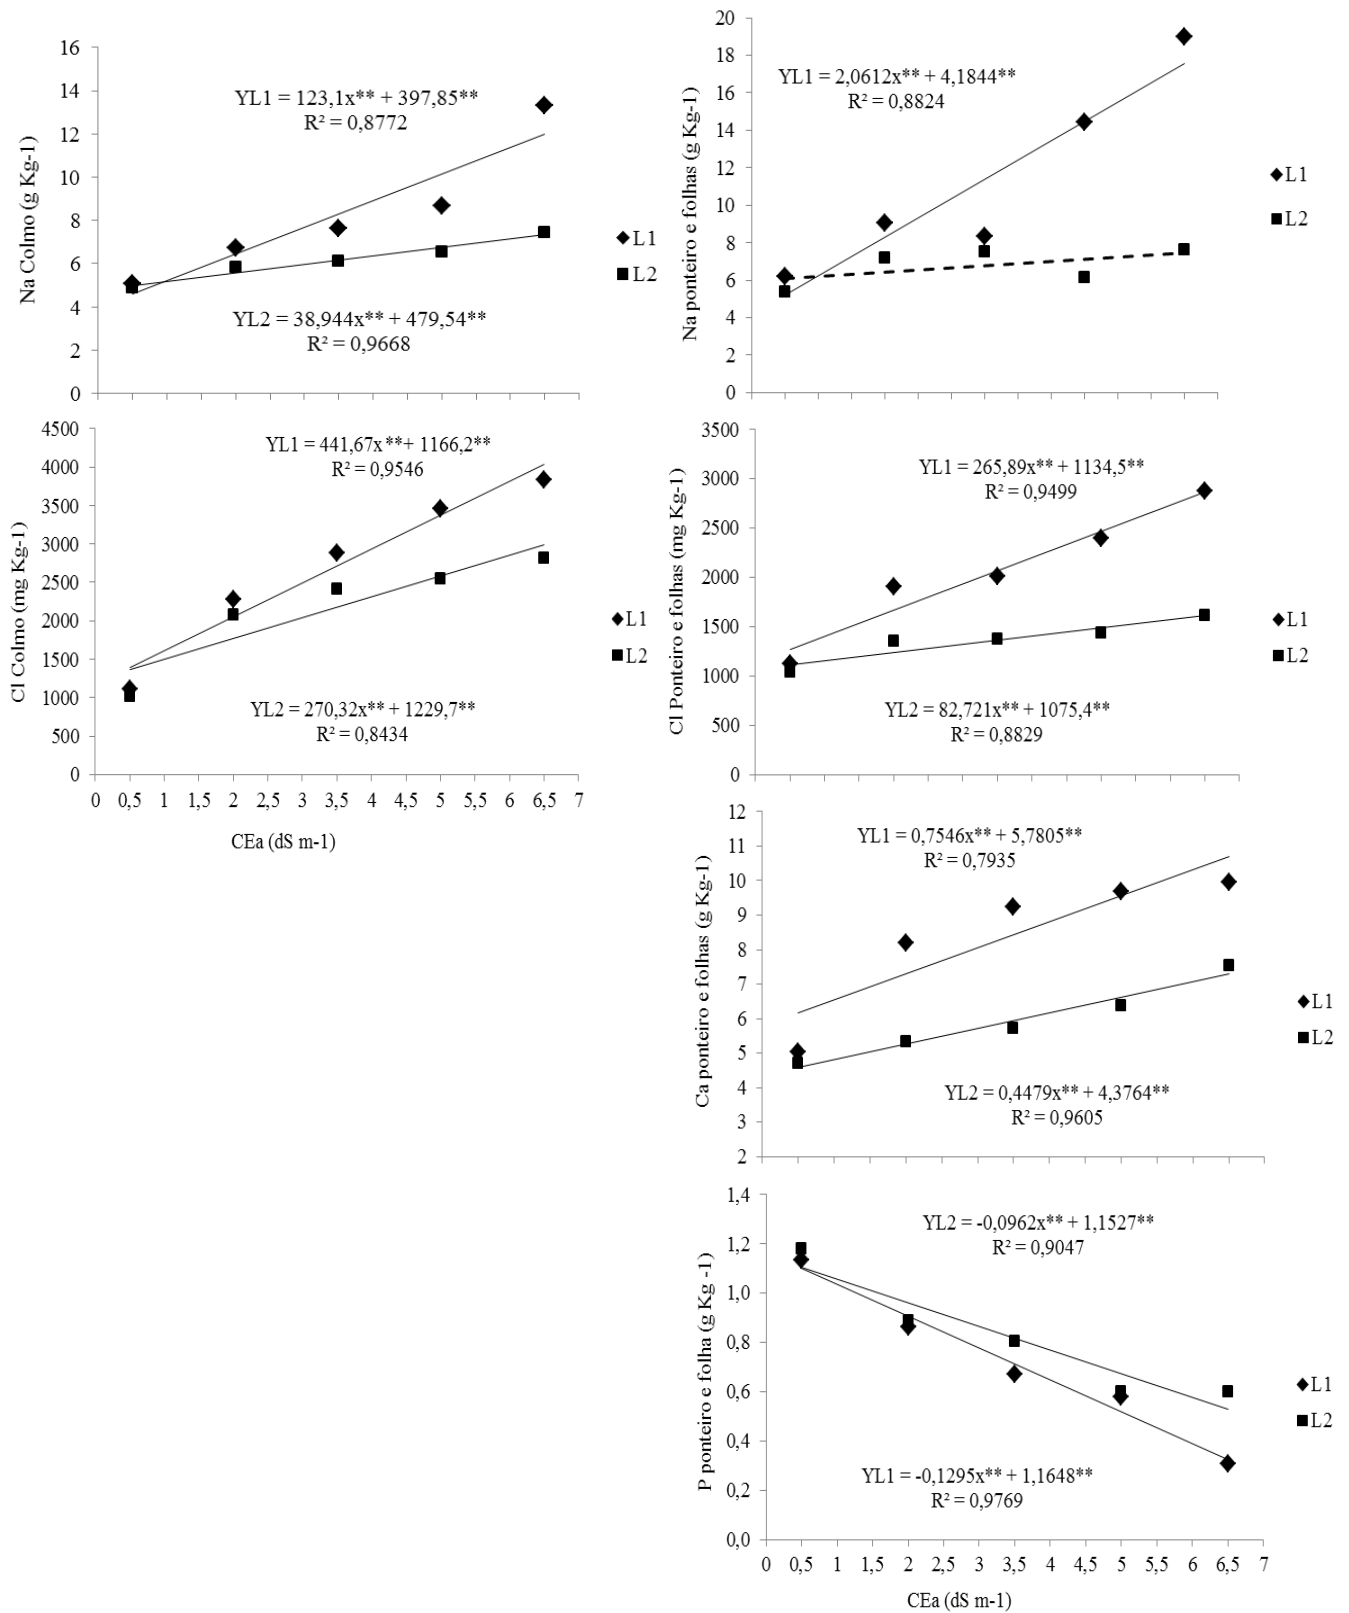 Na Colmo (g Kg-1)
16
14
12
10
8
6
4
2
0
YL1 = 123,1x** + 397,85**
R² = 0,8772
YL2 = 38,944x** + 479,54**
R² = 0,9668
L1
L2
Na ponteiro e folhas (g Kg-1)
20
18
16
14
12
10
8
6
4
2
0
YL1 = 2,0612x** + 4,1844**
R² = 0,8824
L1
L2
Cl Colmo (mg Kg-1)
4500
4000
3500
3000
2500
2000
1500
1000
500
0
YL1 = 441,67x **+ 1166,2**
R² = 0,9546
YL2 = 270,32x** + 1229,7**
R² = 0,8434
L1
L2
0 0,5 1 1,5 2 2,5 3 3,5 4 4,5 5 5,5 6 6,5 7
CEa (dS m-1)
Cl Ponteiro e folhas (mg Kg-1)
3500
3000
2500
2000
1500
1000
500
0
YL1 = 265,89x** + 1134,5**
R² = 0,9499
YL2 = 82,721x** + 1075,4**
R² = 0,8829
L1
L2
Ca ponteiro e folhas (g Kg-1)
12
11
10
9
8
7
6
5
4
3
2
YL1 = 0,7546x** + 5,7805**
R² = 0,7935
YL2 = 0,4479x** + 4,3764**
R² = 0,9605
L1
L2
P ponteiro e folha (g Kg -1)
1,4
1,2
1,0
0,8
0,6
0,4
0,2
0,0
YL2 = -0,0962x** + 1,1527**
R² = 0,9047
YL1 = -0,1295x** + 1,1648**
R² = 0,9769
L1
L2
0 0,5 1 1,5 2 2,5 3 3,5 4 4,5 5 5,5 6 6,5 7
CEa (dS m-1)